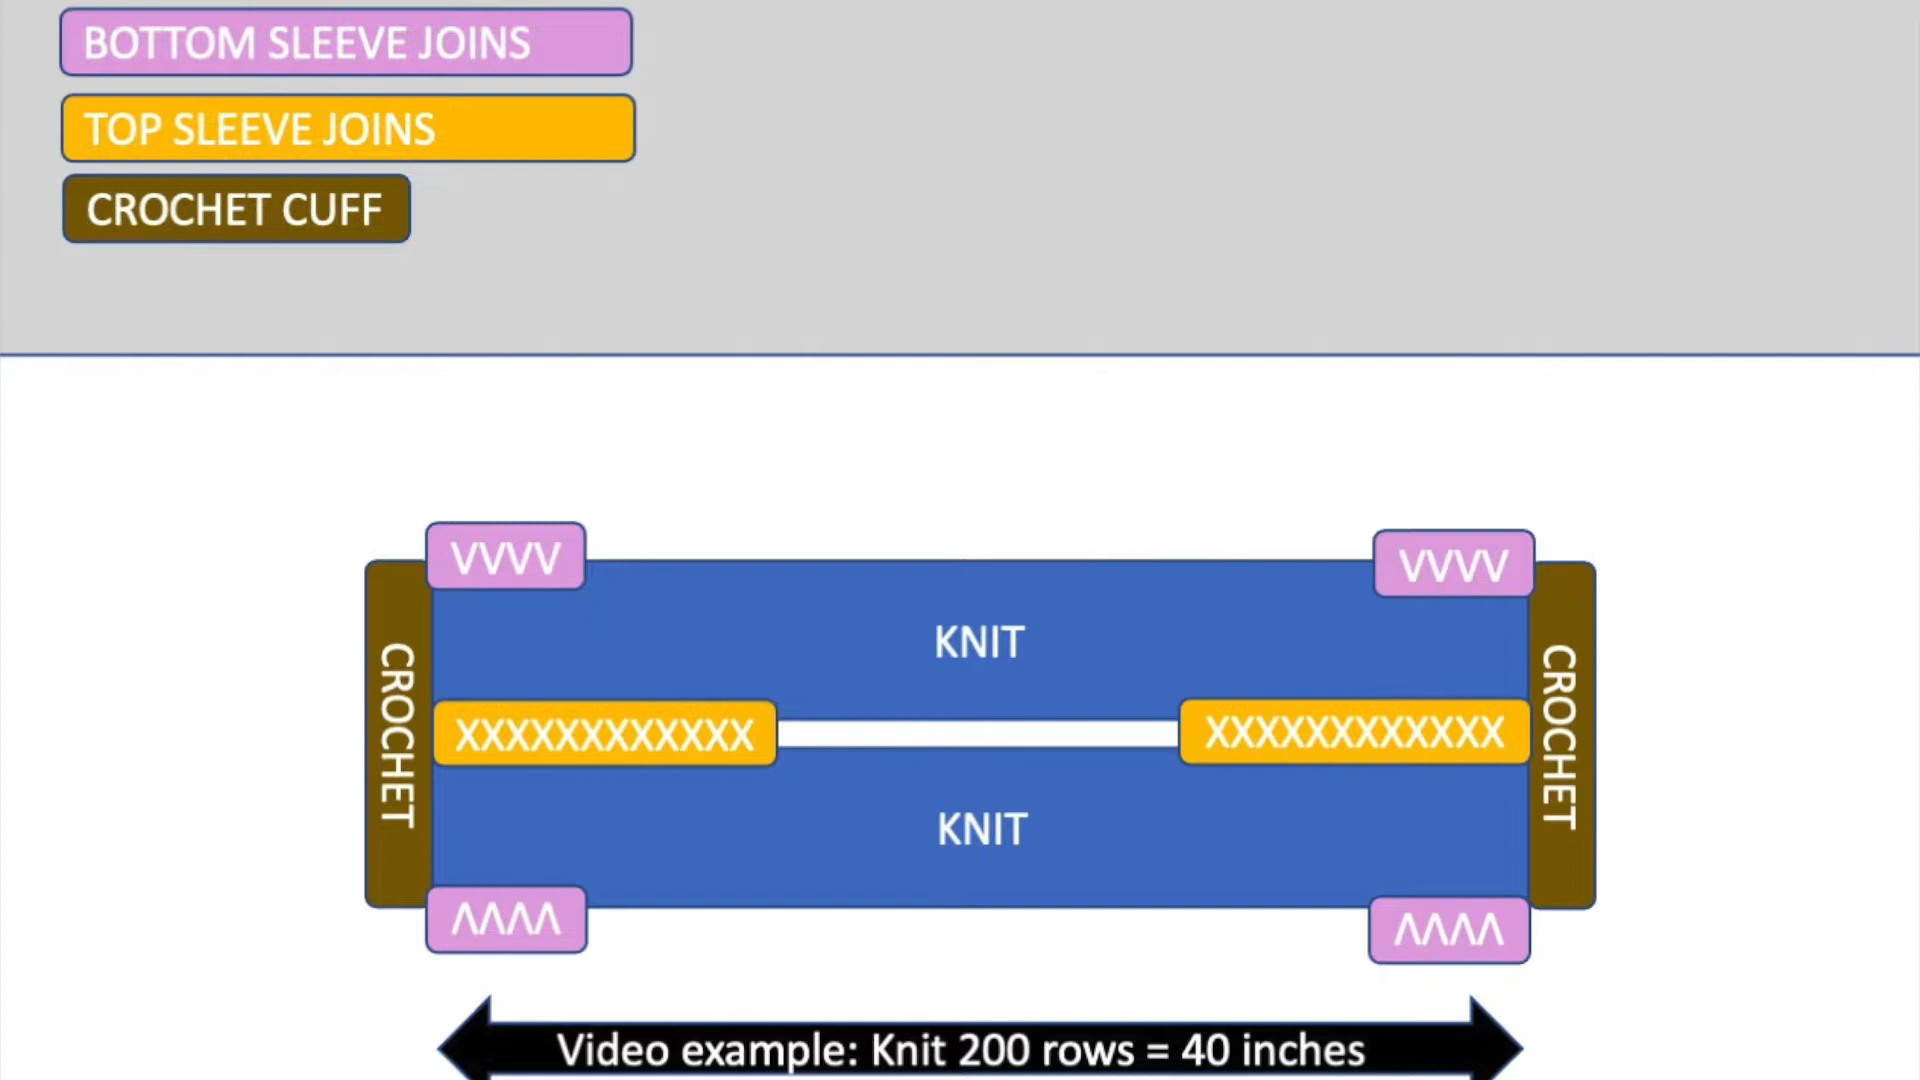 BOTTOM SLEEVE JOINS
TOP SLEEVE JOINS
CROCHET CUFF
VVVV
VVVV
CROCHET
KNIT
CROCHET
XXXXXXXXXXXX
XXXXXXXXXXXX
KNIT
ΛΛΛΛ
ΛΛΛΛ
Video example: Knit 200 rows = 40 inches